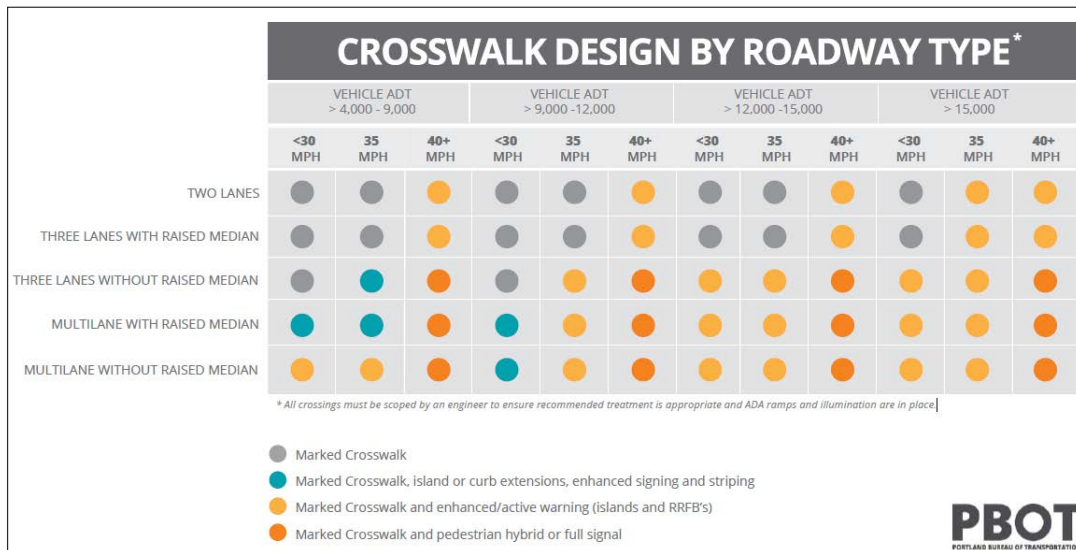 CROSSWALK DESIGN BY ROADWAY TYPE*
VEHICLE ADT VEHICLE ADT VEHICLE ADT VEHICLE ADT
> 4,000 - 9,000 > 9,000 -12,000 > 12,000 -15,000 > 15,000
<30 35 40+ <30 35 40+ <30 35 40+ <30 35 40+
MPH MPH MPH MPH MPH MPH MPH MPH MPH MPH MPH MPH
TWO LANES
THREE LANES WITH RAISED MEDIAN
THREE LANES WITHOUT RAISED MEDIAN
MULTILANE WITH RAISED MEDIAN
MULTILANE WITHOUT RAISED MEDIAN
* All crossings must be scoped by an engineer to ensure recommended treatment is appropriate and ADA ramps and illumination are in place.
Marked Crosswalk
Marked Crosswalk, island or curb extensions, enhanced signing and striping
Marked Crosswalk and enhanced/active warning (islands and RRFB's)
Marked Crosswalk and pedestrian hybrid or full signal
PBOT
PORTLAND BUREAU OF TRANSPORTATION